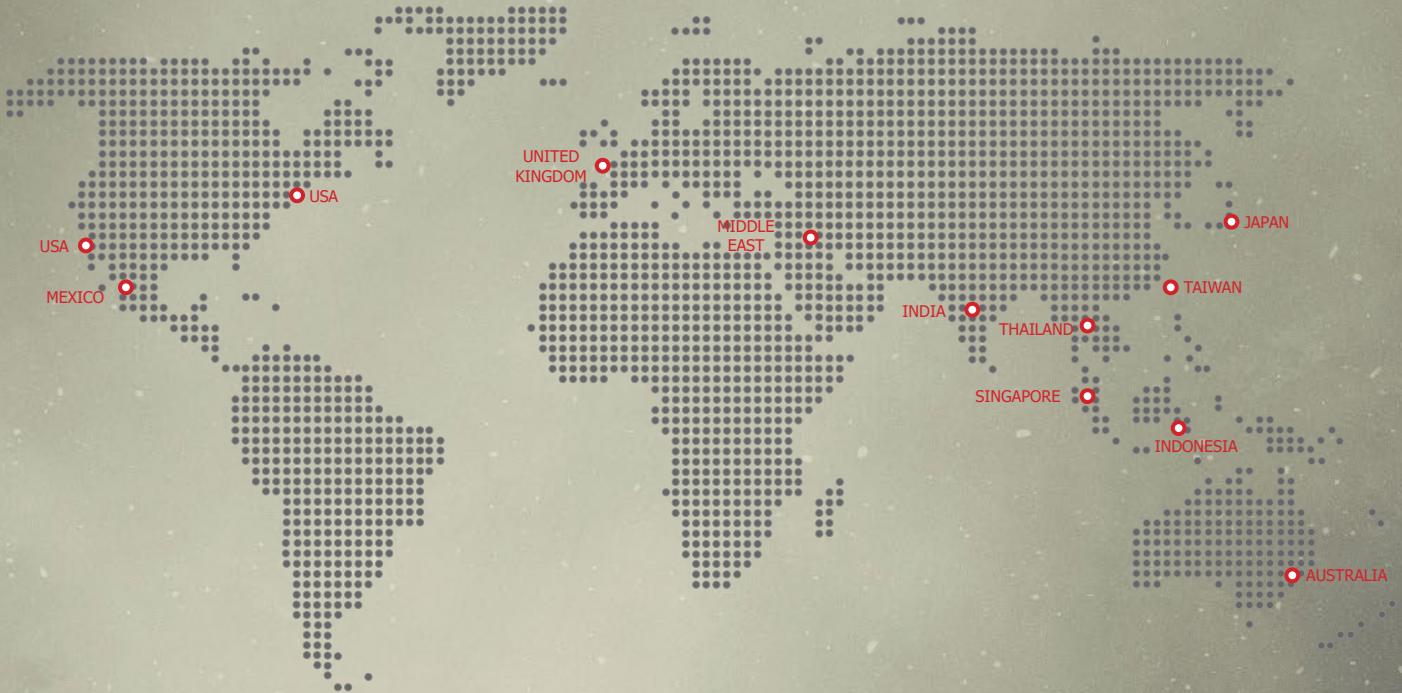 UNITED
KINGDOM
USA
USA
MEXICO
MIDDLE
EAST
JAPAN
TAIWAN
INDIA
THAILAND
SINGAPORE
INDONESIA
AUSTRALIA